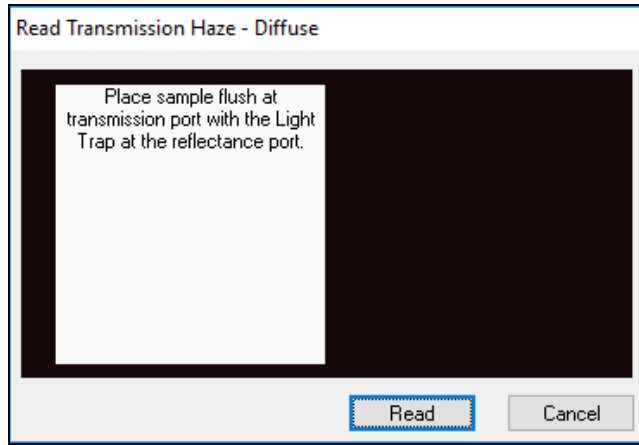 Read Transmission Haze - Diffuse
Place sample flush at
transmission port with the Light
Trap at the reflectance port.
Read
Cancel